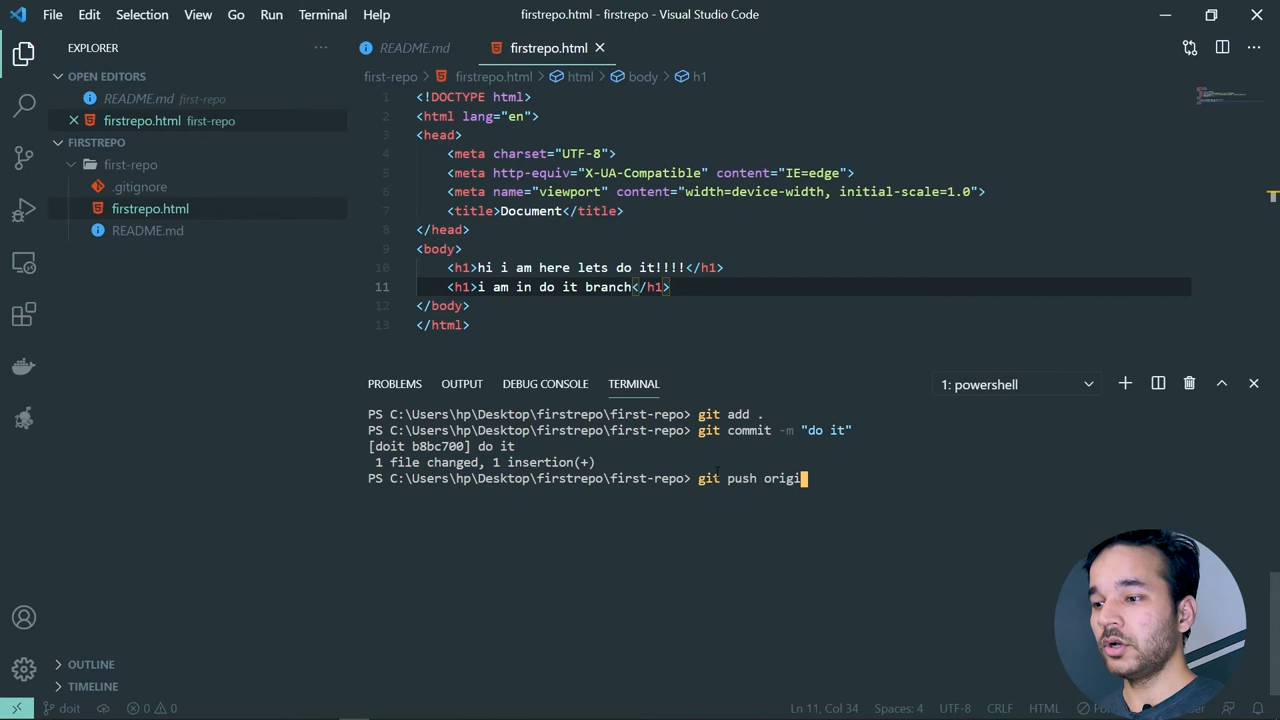 File Edit Selection View Go Run Terminal Help
firstrepo.html - firstrepo - Visual Studio Code
EXPLORER
OPEN EDITORS
README.md first-repo
firstrepo.html first-repo
FIRSTREPO
first-repo
.gitignore
firstrepo.html
README.md
OUTLINE
TIMELINE
README.md
firstrepo.html
first-repo > firstrepo.html > html > body > h1
1 <!DOCTYPE html>
2 <html lang="en">
3 <head>
4 <meta charset="UTF-8">
5 <meta http-equiv="X-UA-Compatible" content="IE=edge">
6 <meta name="viewport" content="width=device-width, initial-scale=1.0">
7 <title>Document</title>
8 </head>
9 <body>
10 <h1>hi i am here lets do it!!!!</h1>
11 <h1>i am in do it branch</h1>
12 </body>
13 </html>
PROBLEMS OUTPUT DEBUG CONSOLE TERMINAL
1: powershell
PS C:\Users\hp\Desktop\firstrepo\first-repo> git add .
PS C:\Users\hp\Desktop\firstrepo\first-repo> git commit -m "do it"
[doit b8bc700] do it
1 file changed, 1 insertion(+)
PS C:\Users\hp\Desktop\firstrepo\first-repo> git push origi
doit 0 0 Ln 11, Col 34 Spaces: 4 UTF-8 CRLF HTML